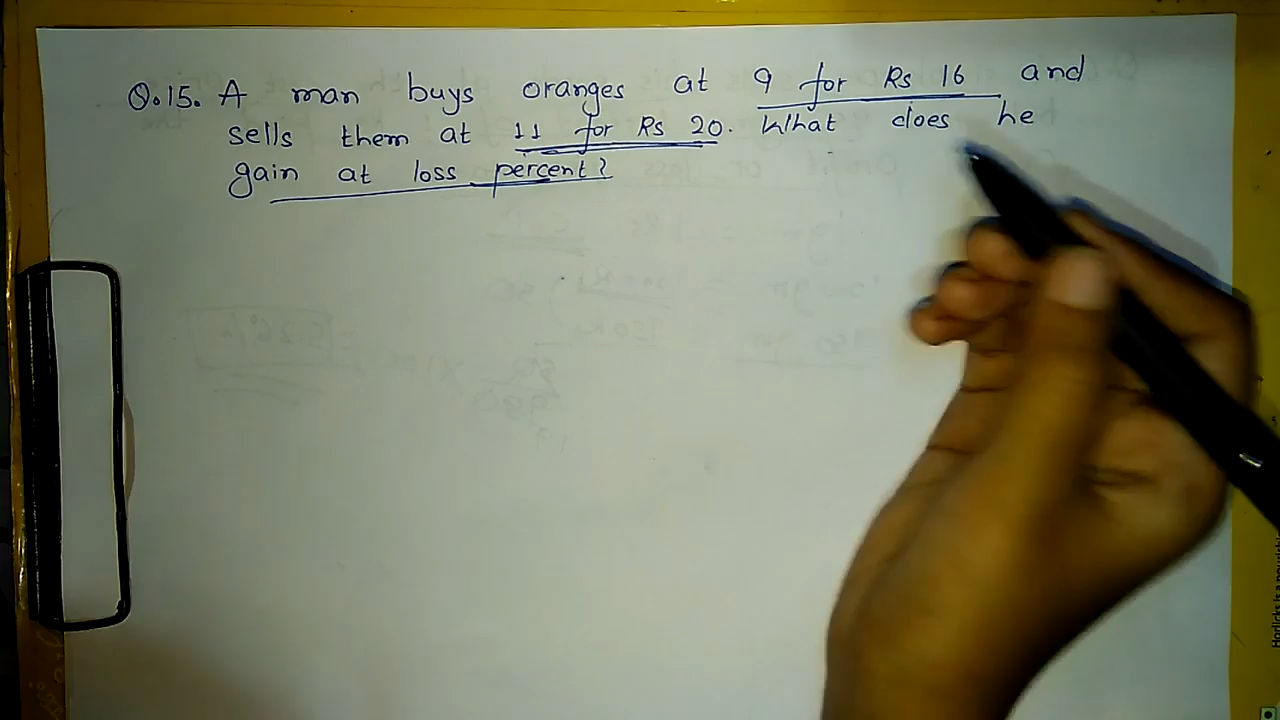 Q.15. A man buys oranges at 9 for Rs 16 and
sells them at 11 for Rs 20. What does he
gain at loss percent?